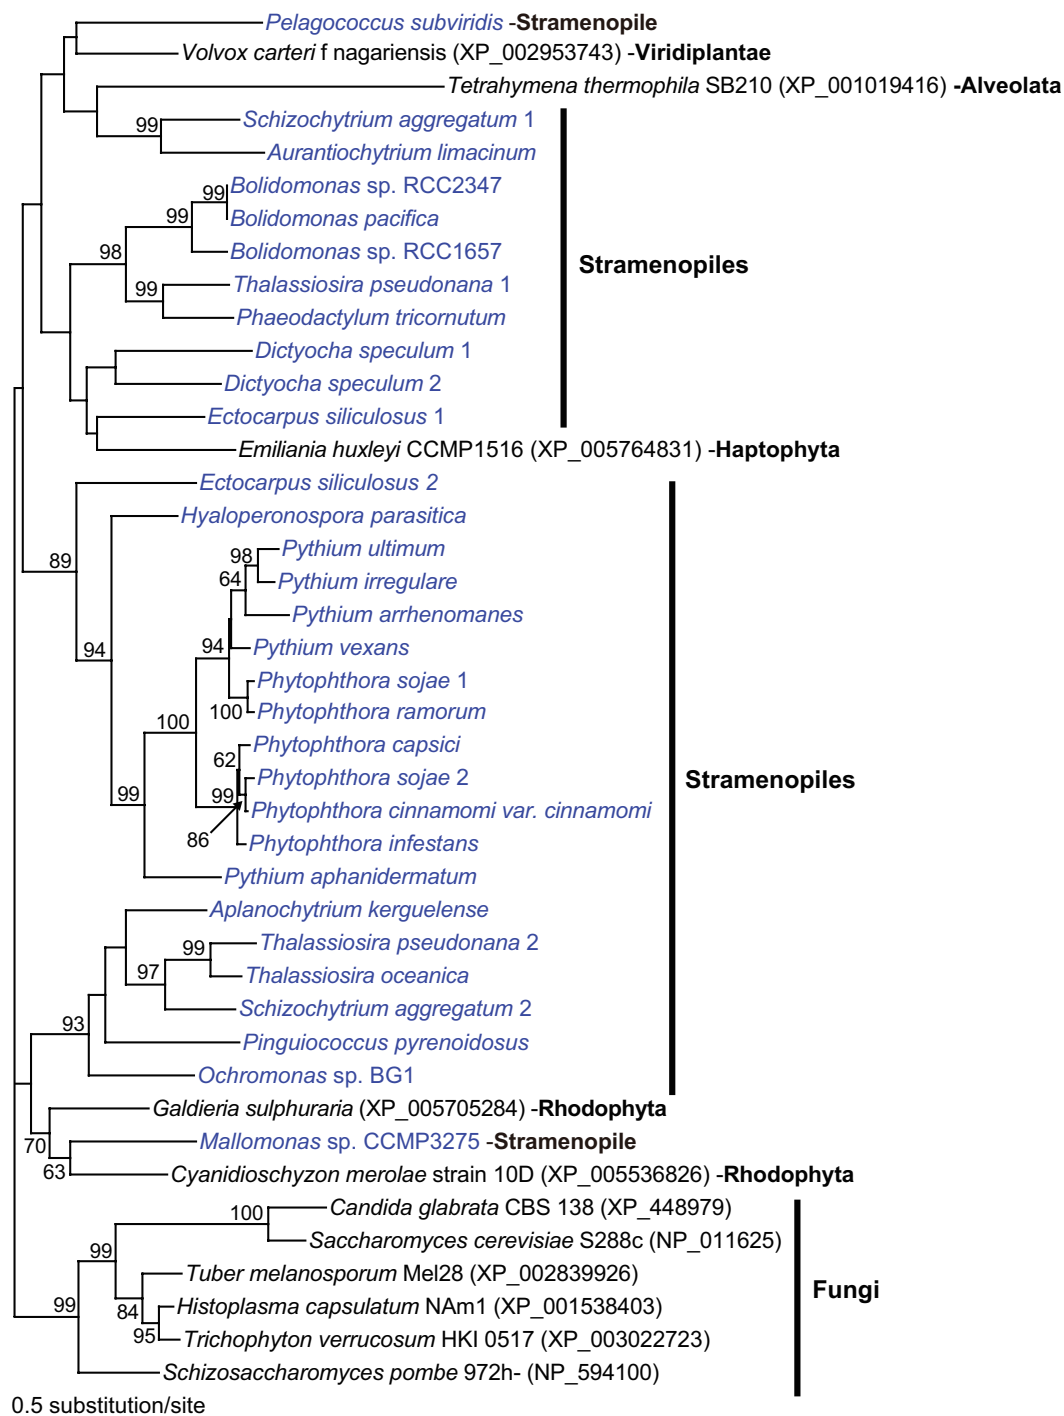 Pelagococcus subviridis -Stramenopile
Volvox carteri f nagariensis (XP_002953743) -Viridiplantae
Tetrahymena thermophila SB210 (XP_001019416) -Alveolata
99
Schizochytrium aggregatum 1
Aurantiochytrium limacinum
99
Bolidomonas sp. RCC2347
Bolidomonas pacifica
99
Bolidomonas sp. RCC1657
98
Stramenopiles
99
Thalassiosira pseudonana 1
Phaeodactylum tricornutum
Dictyocha speculum 1
Dictyocha speculum 2
Ectocarpus siliculosus 1
Emiliania huxleyi CCMP1516 (XP_005764831) -Haptophyta
Ectocarpus siliculosus 2
Hyaloperonospora parasitica
89
98
Pythium ultimum
64
Pythium irregulare
Pythium arrhenomanes
94
94
Pythium vexans
Phytophthora sojae 1
100
Phytophthora ramorum
100
Phytophthora capsici
62
Phytophthora sojae 2
Stramenopiles
99
99
Phytophthora cinnamomi var. cinnamomi
86
Phytophthora infestans
Pythium aphanidermatum
Aplanochytrium kerguelense
99
Thalassiosira pseudonana 2
97
Thalassiosira oceanica
Schizochytrium aggregatum 2
93
Pinguiococcus pyrenoidosus
Ochromonas sp. BG1
Galdieria sulphuraria (XP_005705284) -Rhodophyta
70
Mallomonas sp. CCMP3275 -Stramenopile
63
Cyanidioschyzon merolae strain 10D (XP_005536826) -Rhodophyta
100
Candida glabrata CBS 138 (XP_448979)
Saccharomyces cerevisiae S288c (NP_011625)
99
Tuber melanosporum Mel28 (XP_002839926)
Fungi
99
84
Histoplasma capsulatum NAm1 (XP_001538403)
95
Trichophyton verrucosum HKI 0517 (XP_003022723)
Schizosaccharomyces pombe 972h- (NP_594100)
0.5 substitution/site